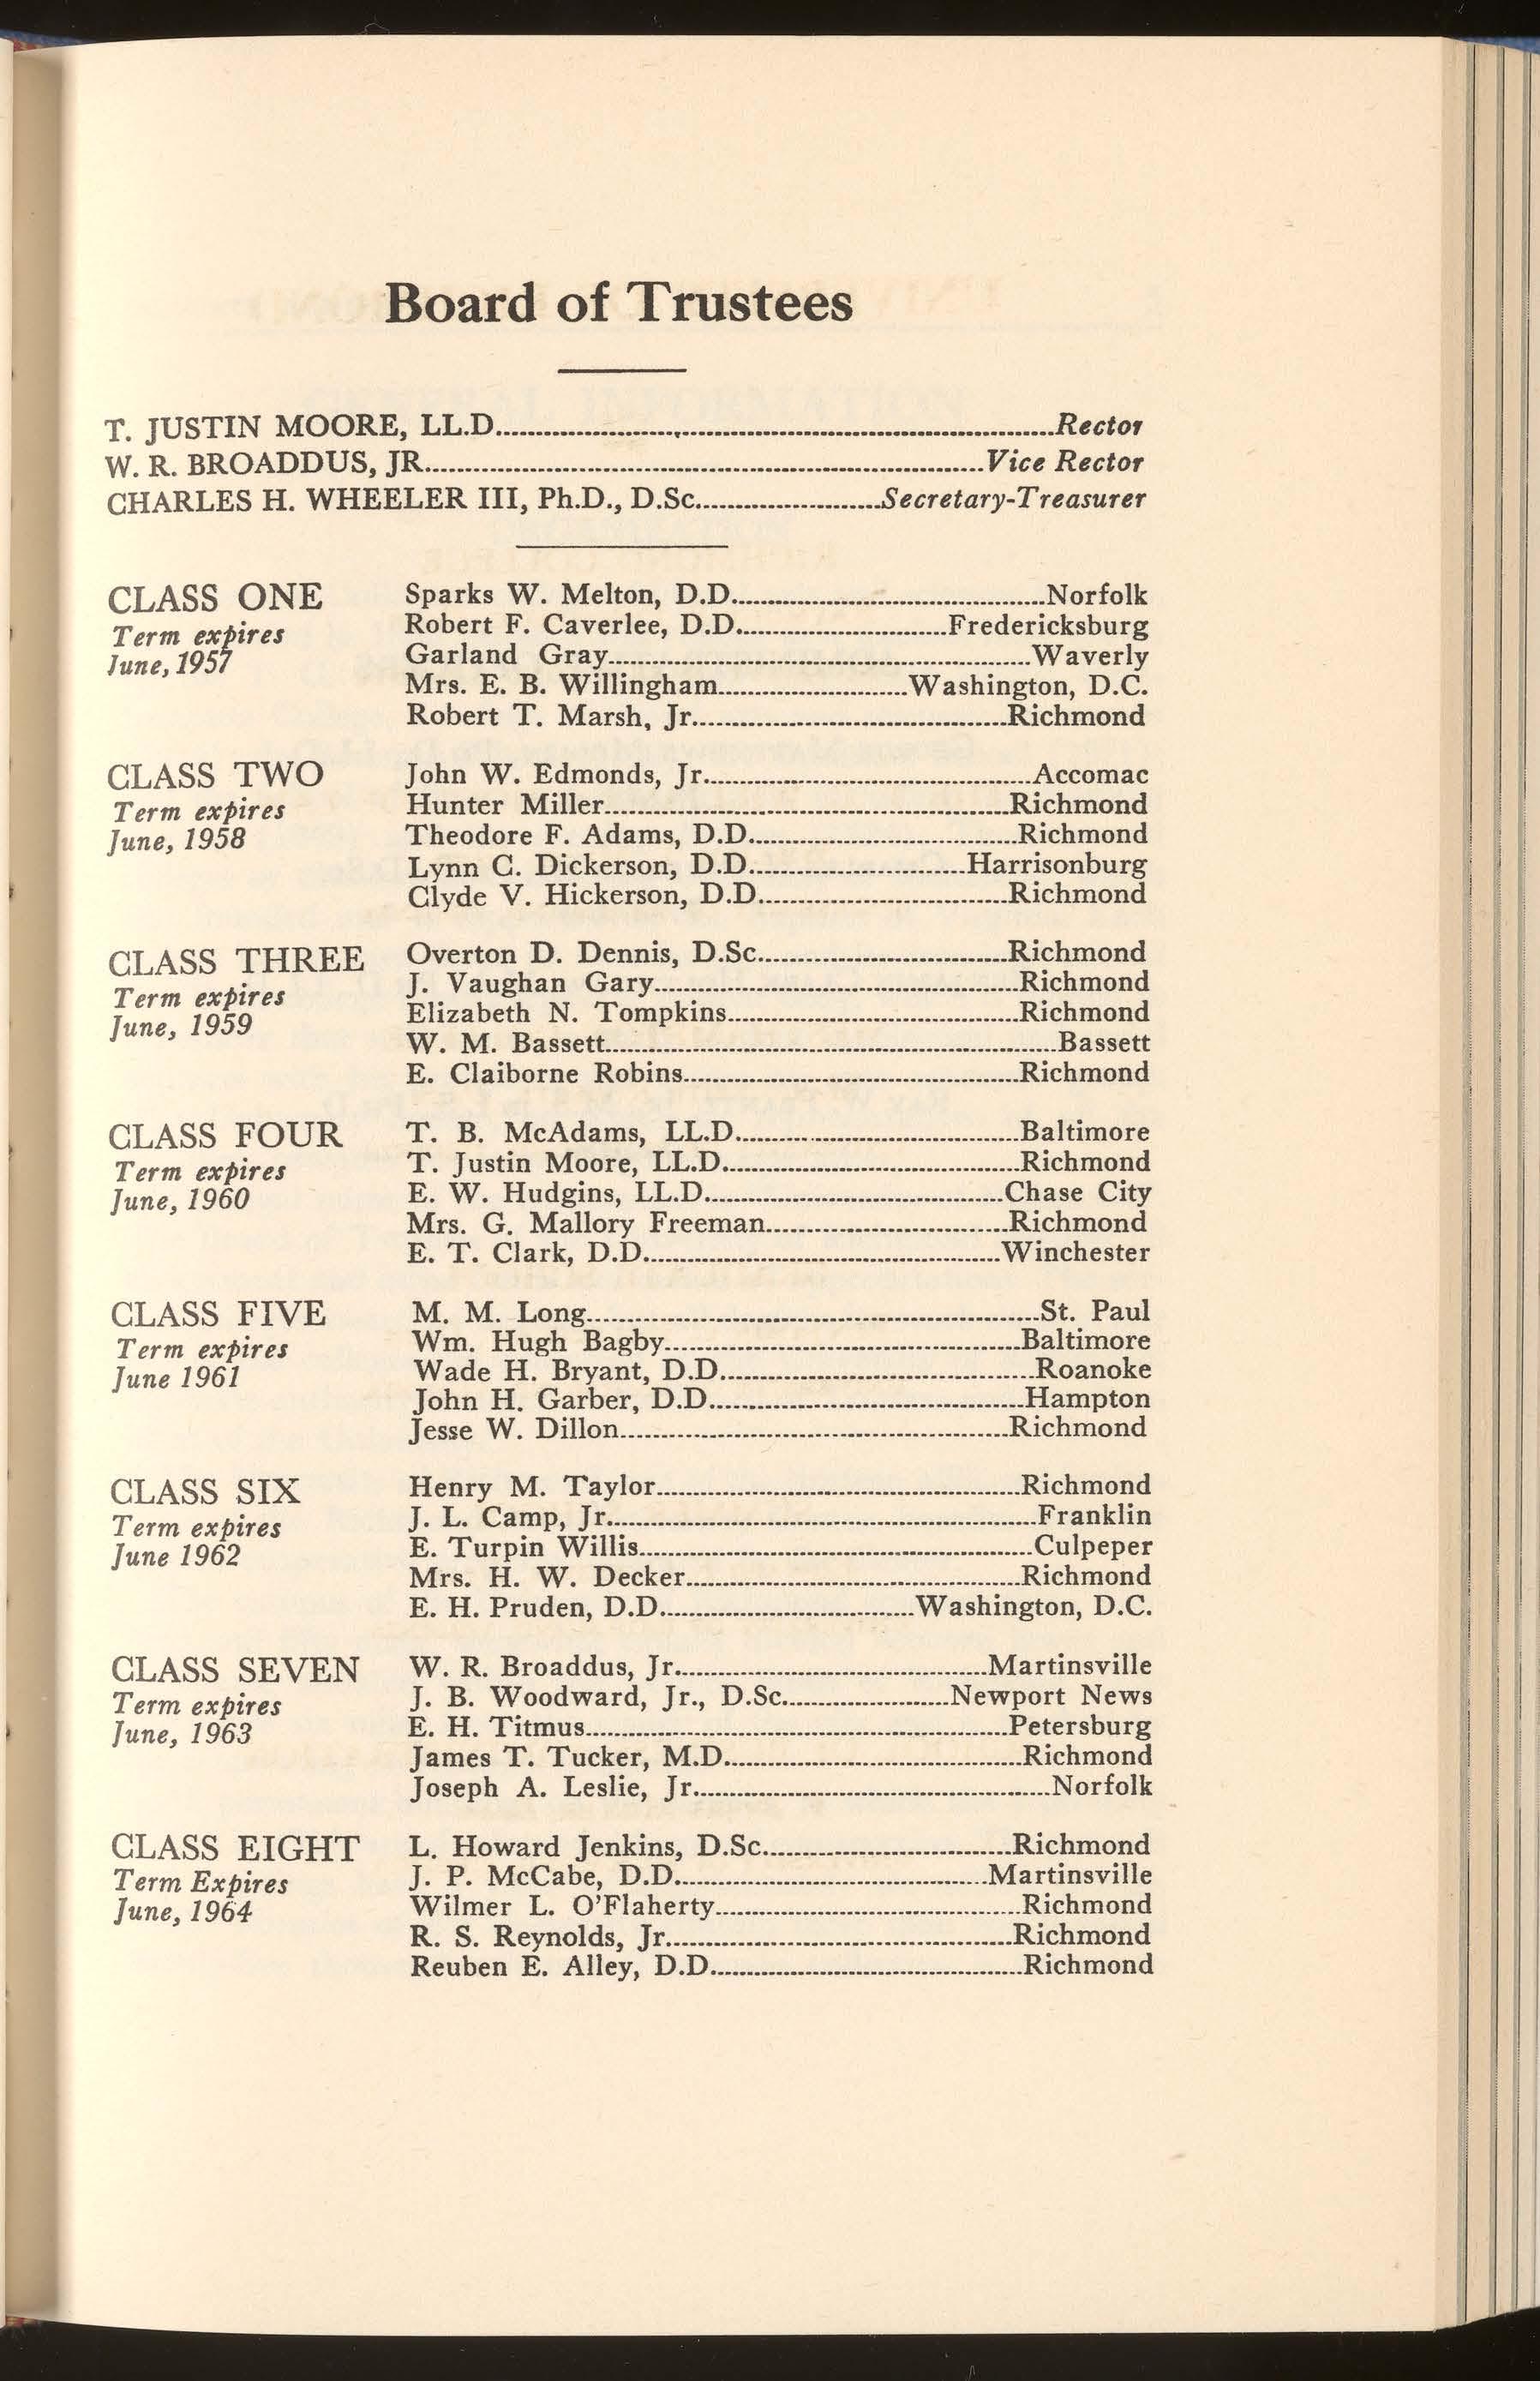 Board of Trustees
T. JUSTIN MOORE, LL.D. Rector
W. R. BROADDUS, JR. Vice Rector
CHARLES H. WHEELER III, Ph.D., D.Sc. Secretary-Treasurer
CLASS ONE
Term expires
June, 1957
Sparks W. Melton, D.D. Norfolk
Robert F. Caverlee, D.D. Fredericksburg
Garland Gray Waverly
Mrs. E. B. Willingham Washington, D.C.
Robert T. Marsh, Jr. Richmond
CLASS TWO
Term expires
June, 1958
John W. Edmonds, Jr. Accomac
Hunter Miller Richmond
Theodore F. Adams, D.D. Richmond
Lynn C. Dickerson, D.D. Harrisonburg
Clyde V. Hickerson, D.D. Richmond
CLASS THREE
Term expires
June, 1959
Overton D. Dennis, D.Sc. Richmond
J. Vaughan Gary Richmond
Elizabeth N. Tompkins Richmond
W. M. Bassett Bassett
E. Claiborne Robins Richmond
CLASS FOUR
Term expires
June, 1960
T. B. McAdams, LL.D. Baltimore
T. Justin Moore, LL.D. Richmond
E. W. Hudgins, LL.D. Chase City
Mrs. G. Mallory Freeman Richmond
E. T. Clark, D.D. Winchester
CLASS FIVE
Term expires
June 1961
M. M. Long St. Paul
Wm. Hugh Bagby Baltimore
Wade H. Bryant, D.D. Roanoke
John H. Garber, D.D. Hampton
Jesse W. Dillon Richmond
CLASS SIX
Term expires
June 1962
Henry M. Taylor Richmond
J. L. Camp, Jr. Franklin
E. Turpin Willis Culpeper
Mrs. H. W. Decker Richmond
E. H. Pruden, D.D. Washington, D.C.
CLASS SEVEN
Term expires
June, 1963
W. R. Broaddus, Jr. Martinsville
J. B. Woodward, Jr., D.Sc. Newport News
E. H. Titmus Petersburg
James T. Tucker, M.D. Richmond
Joseph A. Leslie, Jr. Norfolk
CLASS EIGHT
Term Expires
June, 1964
L. Howard Jenkins, D.Sc. Richmond
J. P. McCabe, D.D. Martinsville
Wilmer L. O'Flaherty Richmond
R. S. Reynolds, Jr. Richmond
Reuben E. Alley, D.D. Richmond